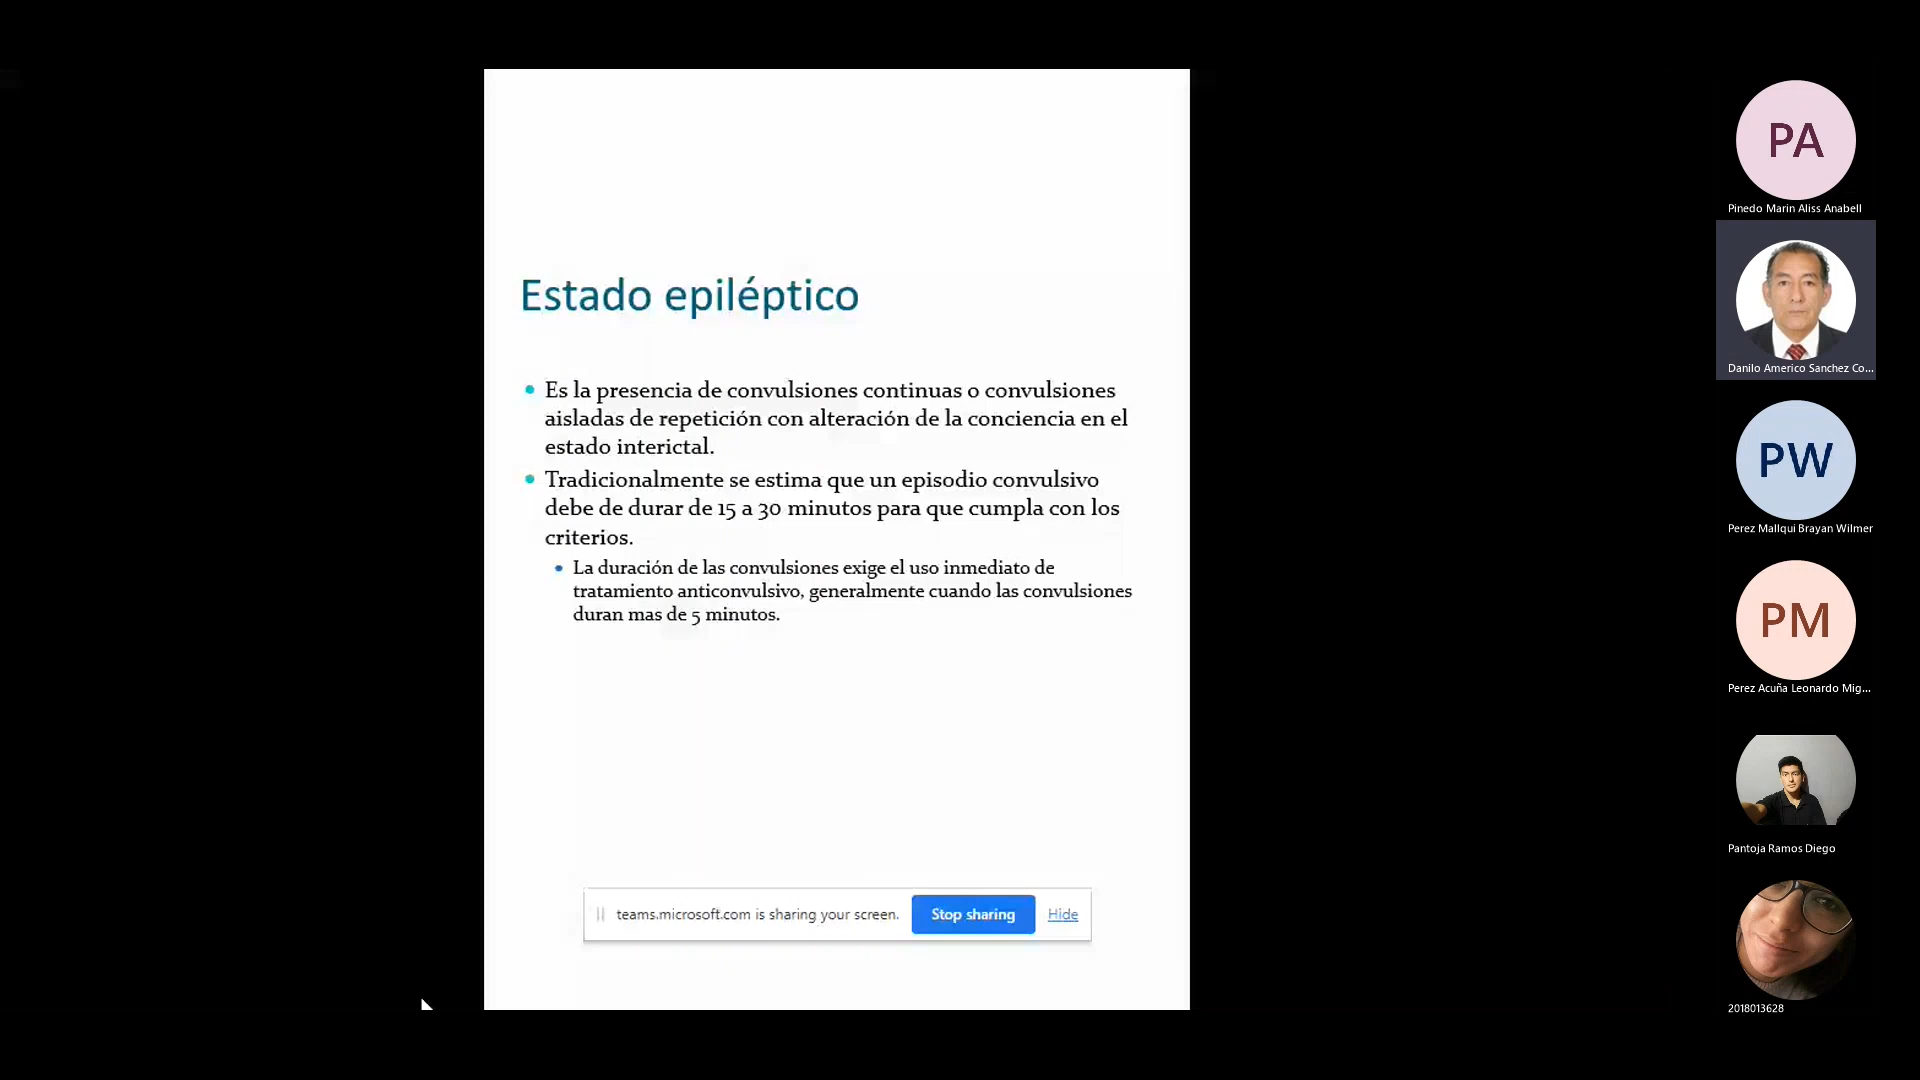 Estado epiléptico
Es la presencia de convulsiones continuas o convulsiones
aisladas de repetición con alteración de la conciencia en el
estado interictal.
Tradicionalmente se estima que un episodio convulsivo
debe de durar de 15 a 30 minutos para que cumpla con los
criterios.
La duración de las convulsiones exige el uso inmediato de
tratamiento anticonvulsivo, generalmente cuando las convulsiones
duran mas de 5 minutos.
teams.microsoft.com is sharing your screen. Stop sharing Hide
PA
Pinedo Marin Aliss Anabell
Danilo Americo Sanchez Co...
PW
Perez Mallqui Brayan Wilmer
PM
Perez Acuña Leonardo Mig...
Pantoja Ramos Diego
2018013628